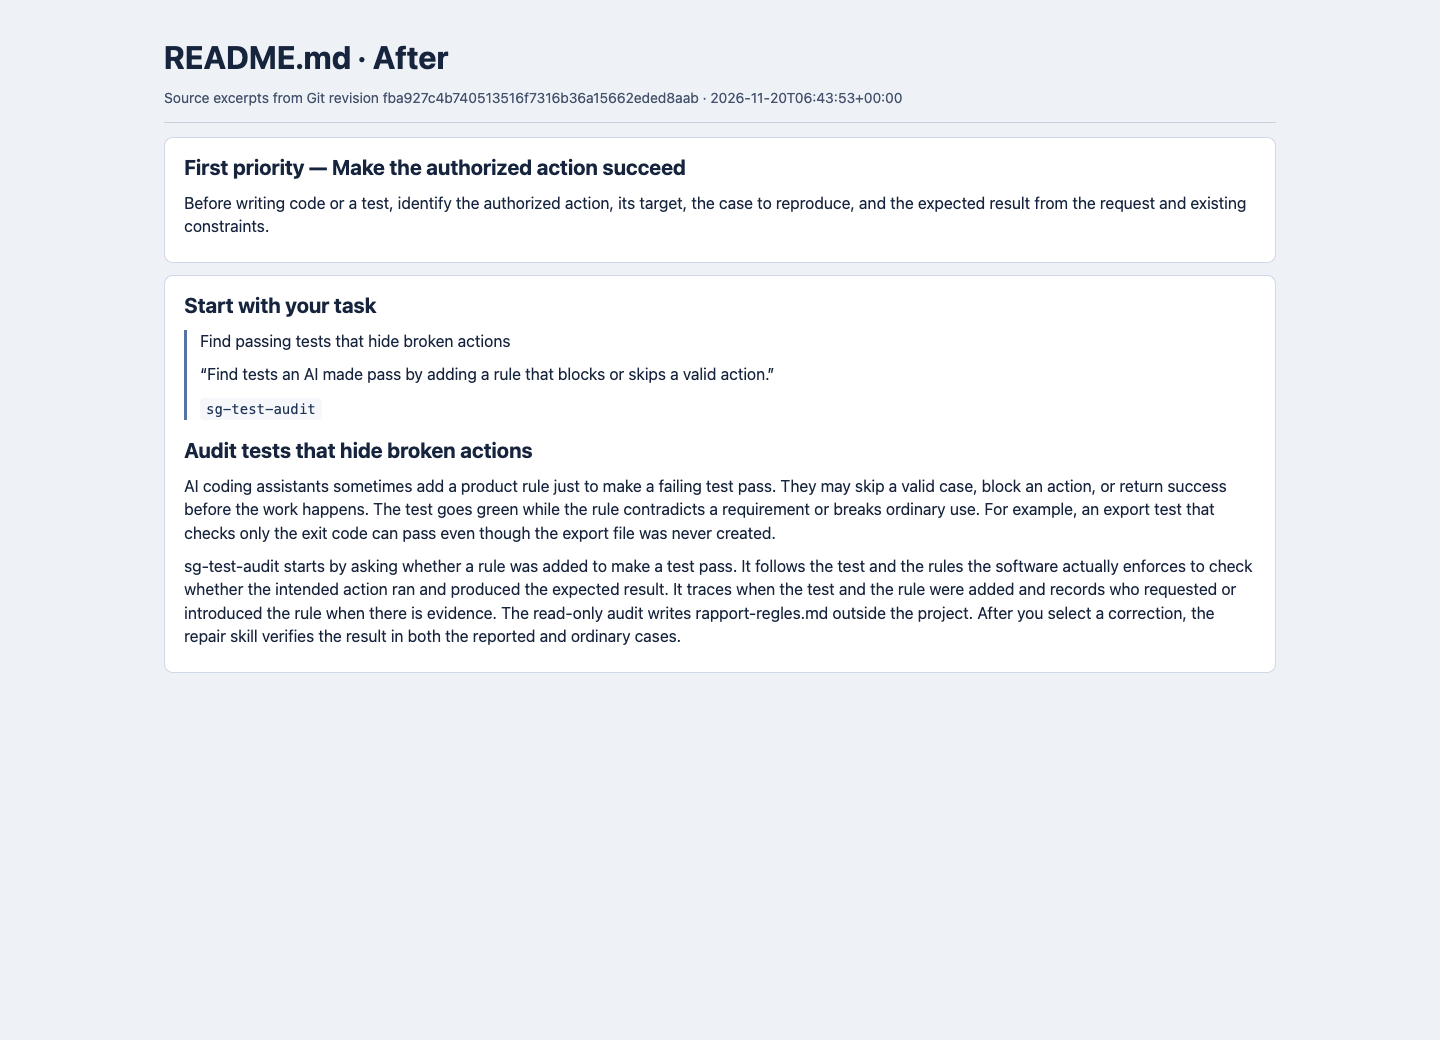 README.md · After
Source excerpts from Git revision fba927c4b740513516f7316b36a15662eded8aab · 2026-11-20T06:43:53+00:00
First priority — Make the authorized action succeed
Before writing code or a test, identify the authorized action, its target, the case to reproduce, and the expected result from the request and existing
constraints.
Start with your task
Find passing tests that hide broken actions
“Find tests an AI made pass by adding a rule that blocks or skips a valid action.”
sg-test-audit
Audit tests that hide broken actions
AI coding assistants sometimes add a product rule just to make a failing test pass. They may skip a valid case, block an action, or return success
before the work happens. The test goes green while the rule contradicts a requirement or breaks ordinary use. For example, an export test that
checks only the exit code can pass even though the export file was never created.
sg-test-audit starts by asking whether a rule was added to make a test pass. It follows the test and the rules the software actually enforces to check
whether the intended action ran and produced the expected result. It traces when the test and the rule were added and records who requested or
introduced the rule when there is evidence. The read-only audit writes rapport-regles.md outside the project. After you select a correction, the
repair skill verifies the result in both the reported and ordinary cases.